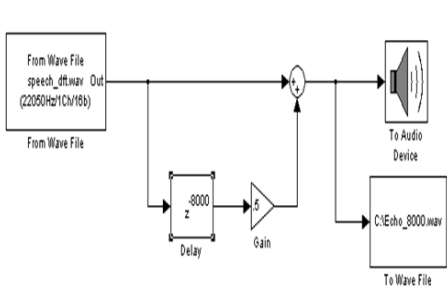 From Wave File
speech_dft.wav Out
(22050Hz/1Ch/16b)
From Wave File
+
+
-8000
z
Delay
.5
Gain
To Audio
Device
C:\Echo_8000.wav
To Wave File